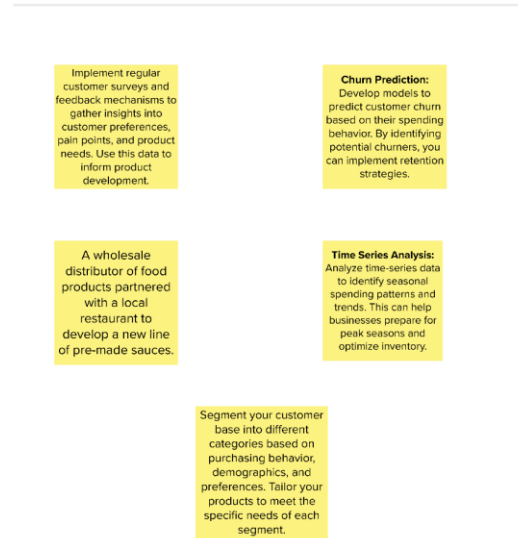 Implement regular
customer surveys and
feedback mechanisms to
gather insights into
customer preferences,
pain points, and product
needs. Use this data to
inform product
development.
Churn Prediction:
Develop models to
predict customer churn
based on their spending
behavior. By identifying
potential churners, you
can implement retention
strategies.
A wholesale
distributor of food
products partnered
with a local
restaurant to
develop a new line
of pre-made sauces.
Time Series Analysis:
Analyze time-series data
to identify seasonal
spending patterns and
trends. This can help
businesses prepare for
peak seasons and
optimize inventory.
Segment your customer
base into different
categories based on
purchasing behavior,
demographics, and
preferences. Tailor your
products to meet the
specific needs of each
segment.